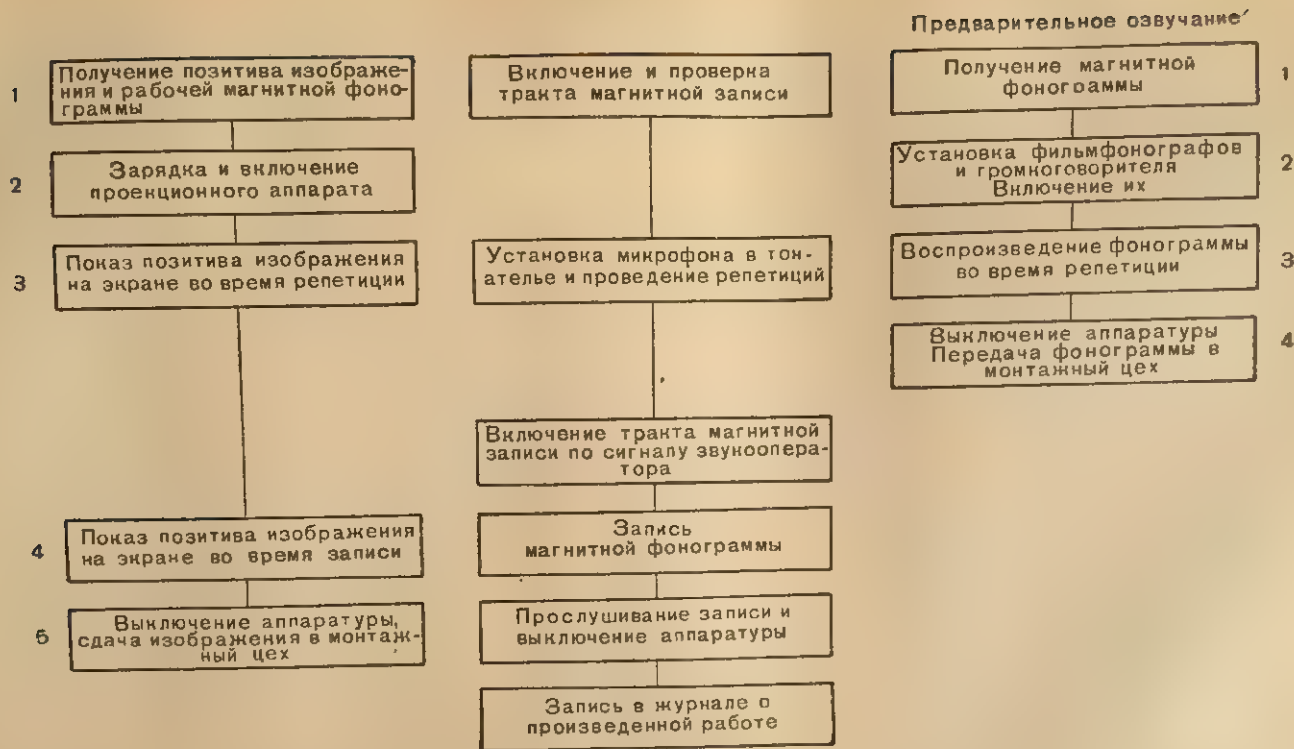 1
Получение позитива изображе-
ния и рабочей магнитной фоно-
граммы
2
Зарядка и включение
проекционного аппарата
3
Показ позитива изображения
на экране во время репетиции
4
Показ позитива изображения
на экране во время записи
5
Выключение аппаратуры,
сдача изображения в монтаж-
ный цех
Включение и проверка
тракта магнитной записи
Установка микрофона в тон-
ателье и проведение репетиций
Включение тракта магнитной
записи по сигналу звукоопера-
тора
Запись
магнитной фонограммы
Прослушивание записи и
выключение аппаратуры
Запись в журнале о
произведенной работе
Предварительное озвучание
Получение магнитной
фонограммы
1
Установка фильмфонографов
и громкоговорителя
Включение их
2
Воспроизведение фонограммы
во время репетиции
3
Выключение аппаратуры
Передача фонограммы в
монтажный цех
4